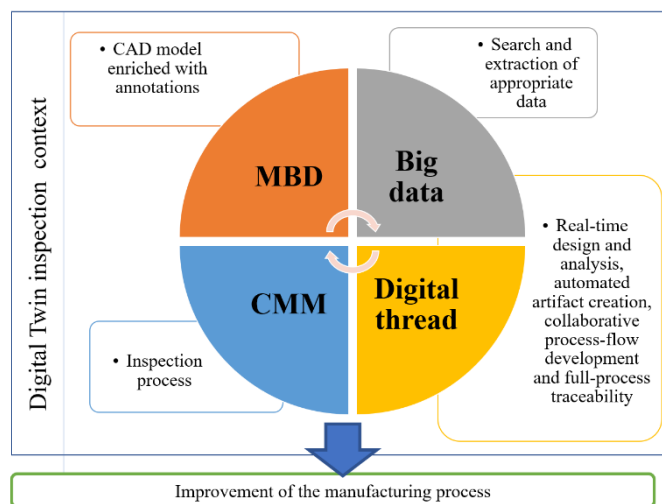 Digital Twin inspection
context
• CAD model
enriched with
annotations
• Search and
extraction of
appropriate
data
MBD
Big
data
CMM
Digital
thread
• Inspection
process
• Real-time
design and
analysis,
automated
artifact creation,
collaborative
process-flow
development
and full-process
traceability
Improvement of the manufacturing process